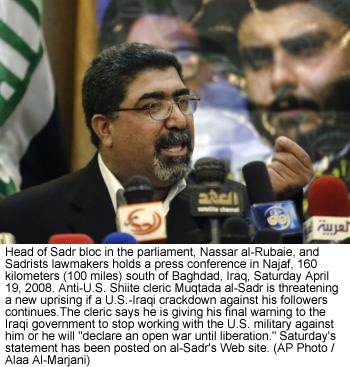 Head of Sadr bloc in the parliament, Nassar al-Rubaie, and
Sadrists lawmakers holds a press conference in Najaf, 160
kilometers (100 miles) south of Baghdad, Iraq, Saturday April
19, 2008. Anti-U.S. Shiite cleric Muqtada al-Sadr is threatening
a new uprising if a U.S.-Iraqi crackdown against his followers
continues.The cleric says he is giving his final warning to the
Iraqi government to stop working with the U.S. military against
him or he will "declare an open war until liberation." Saturday's
statement has been posted on al-Sadr's Web site. (AP Photo /
Alaa Al-Marjani)